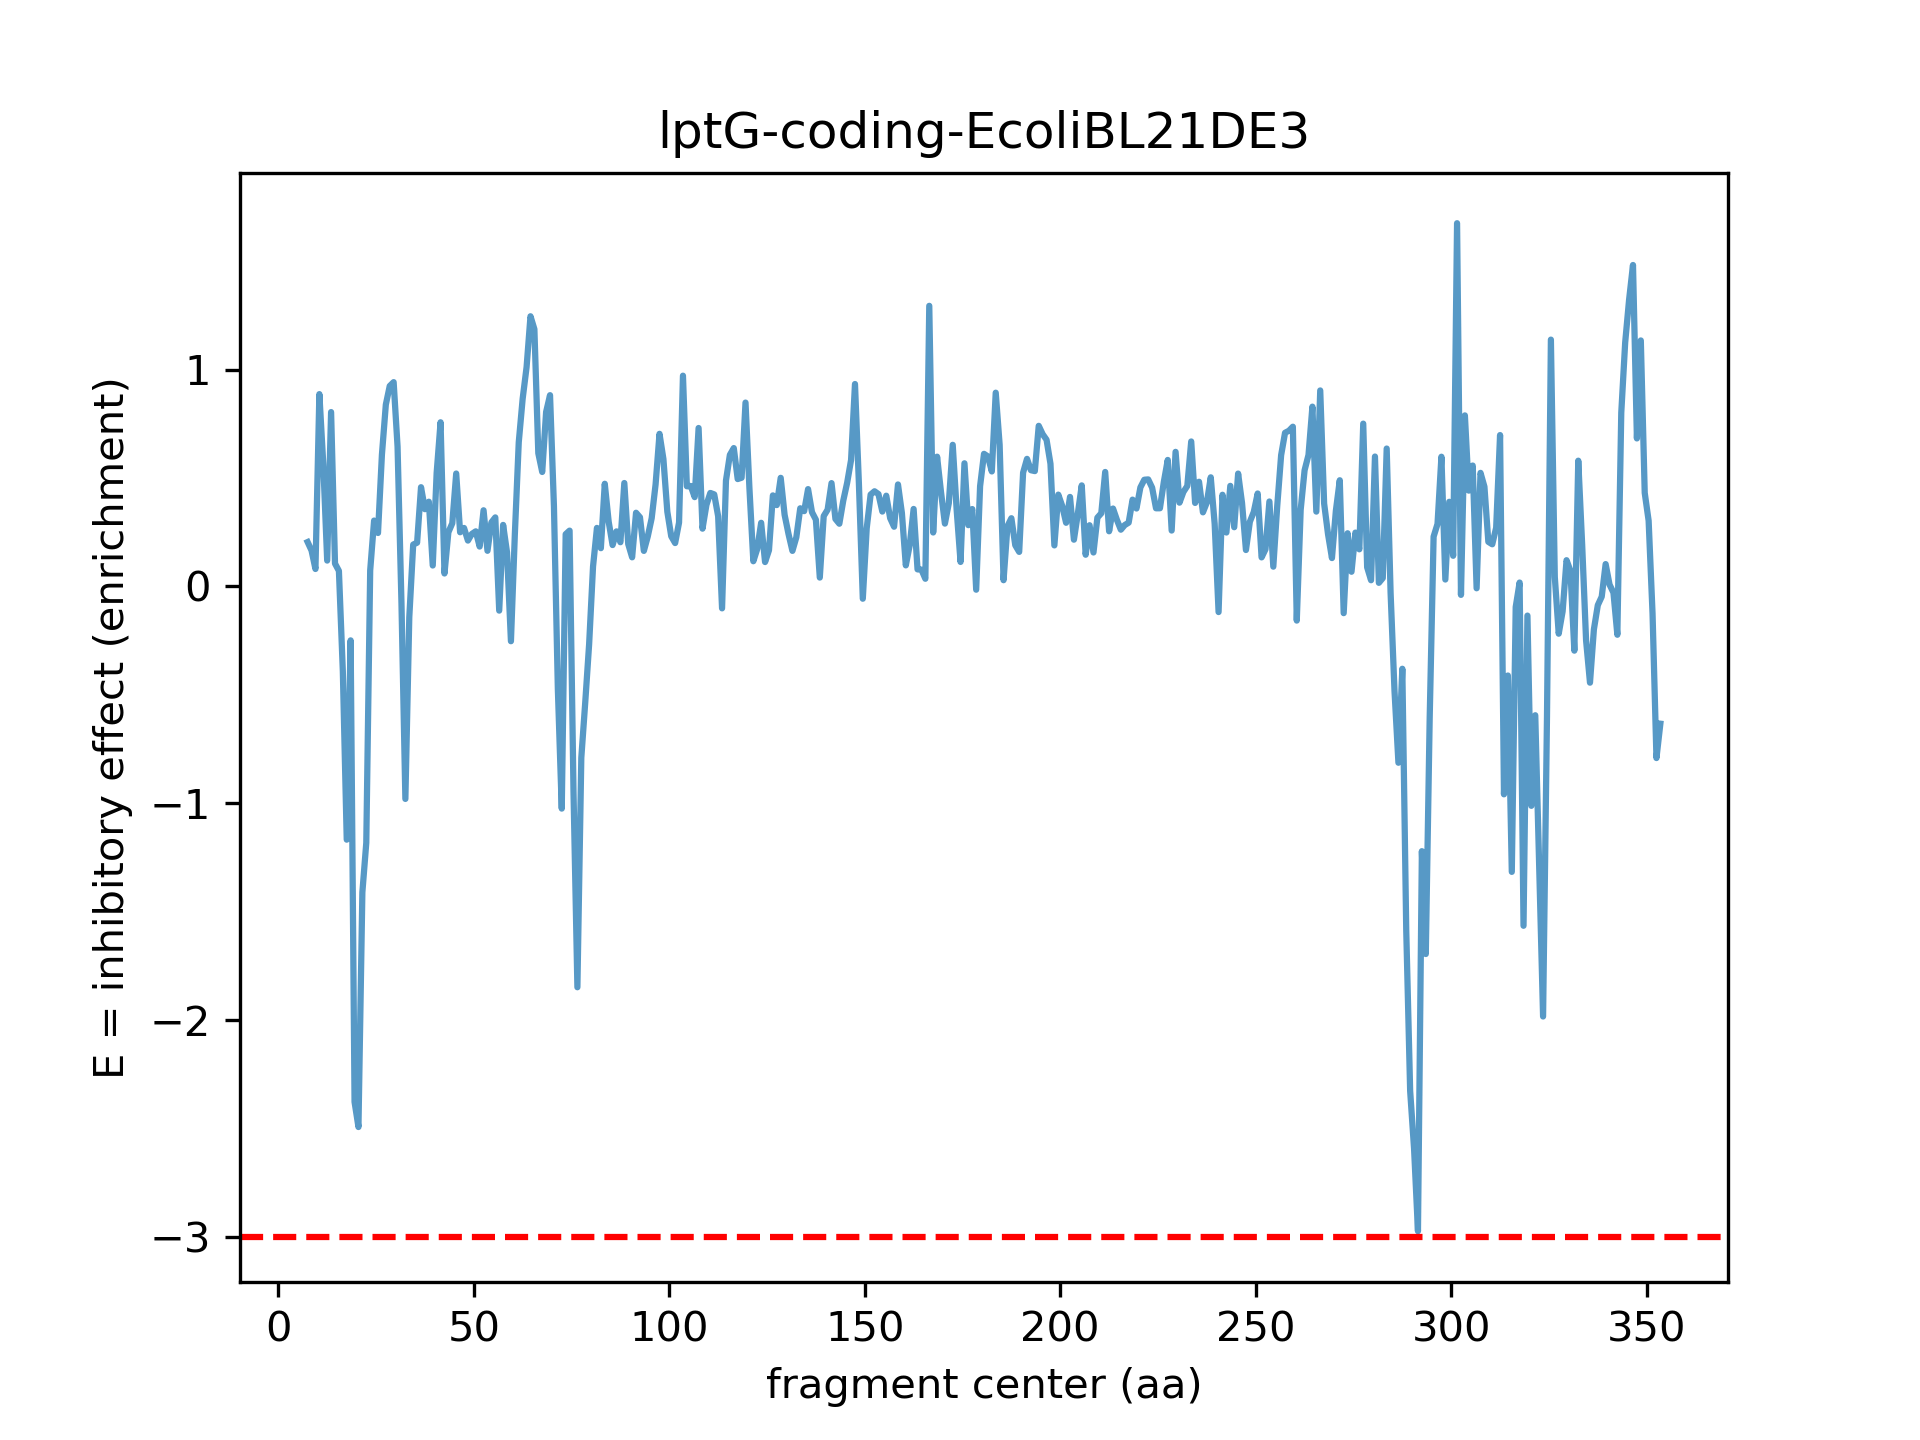 lptG-coding-EcoliBL21DE3
E = inhibitory effect (enrichment)
1
0
−1
−2
−3
0 50 100 150 200 250 300 350
fragment center (aa)